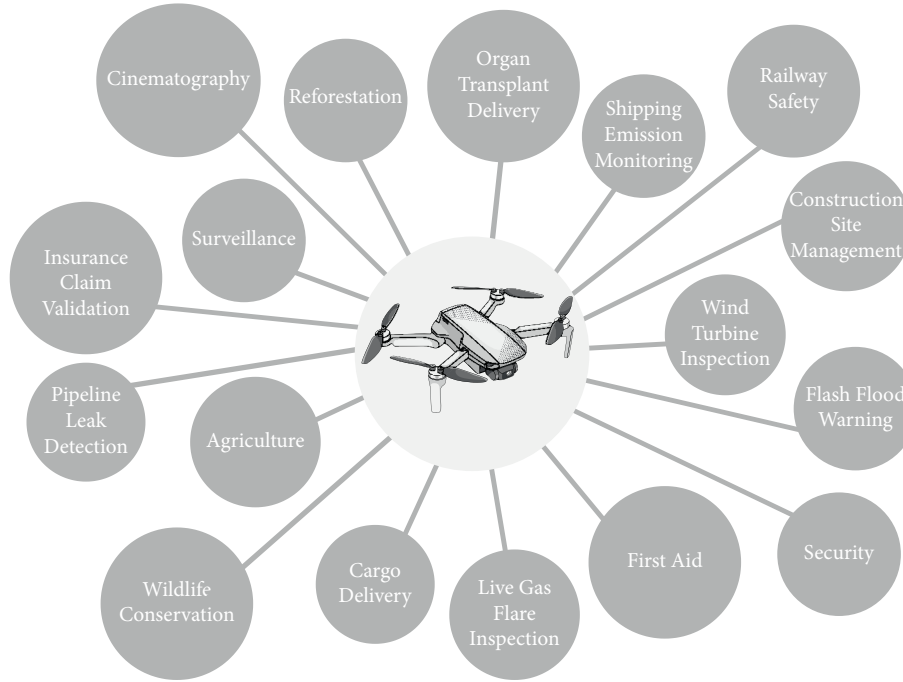 Cinematography
Reforestation
Organ
Transplant
Delivery
Shipping
Emission
Monitoring
Railway
Safety
Construction
Site
Management
Surveillance
Insurance
Claim
Validation
Wind
Turbine
Inspection
Pipeline
Leak
Detection
Agriculture
Flash Flood
Warning
Wildlife
Conservation
Cargo
Delivery
Live Gas
Flare
Inspection
First Aid
Security